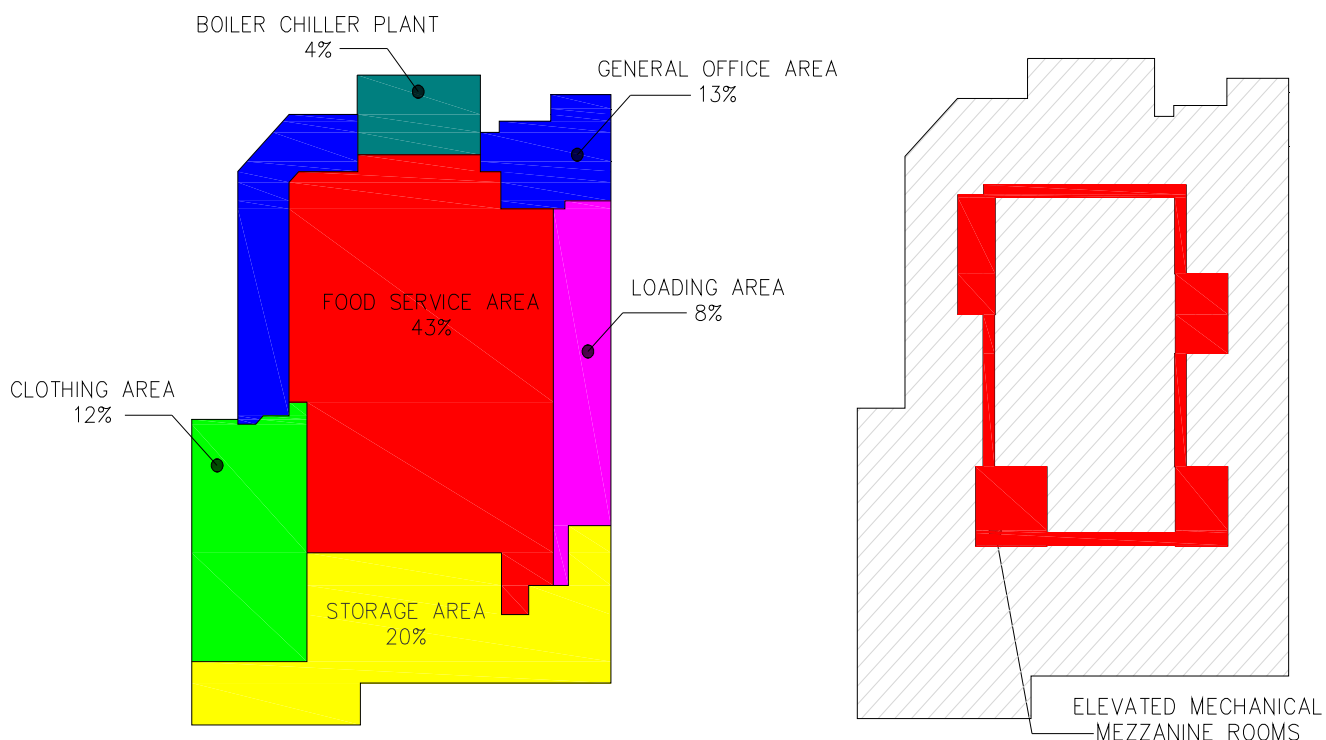 BOILER CHILLER PLANT
4%
GENERAL OFFICE AREA
13%
FOOD SERVICE AREA
43%
LOADING AREA
8%
CLOTHING AREA
12%
STORAGE AREA
20%
ELEVATED MECHANICAL
MEZZANINE ROOMS